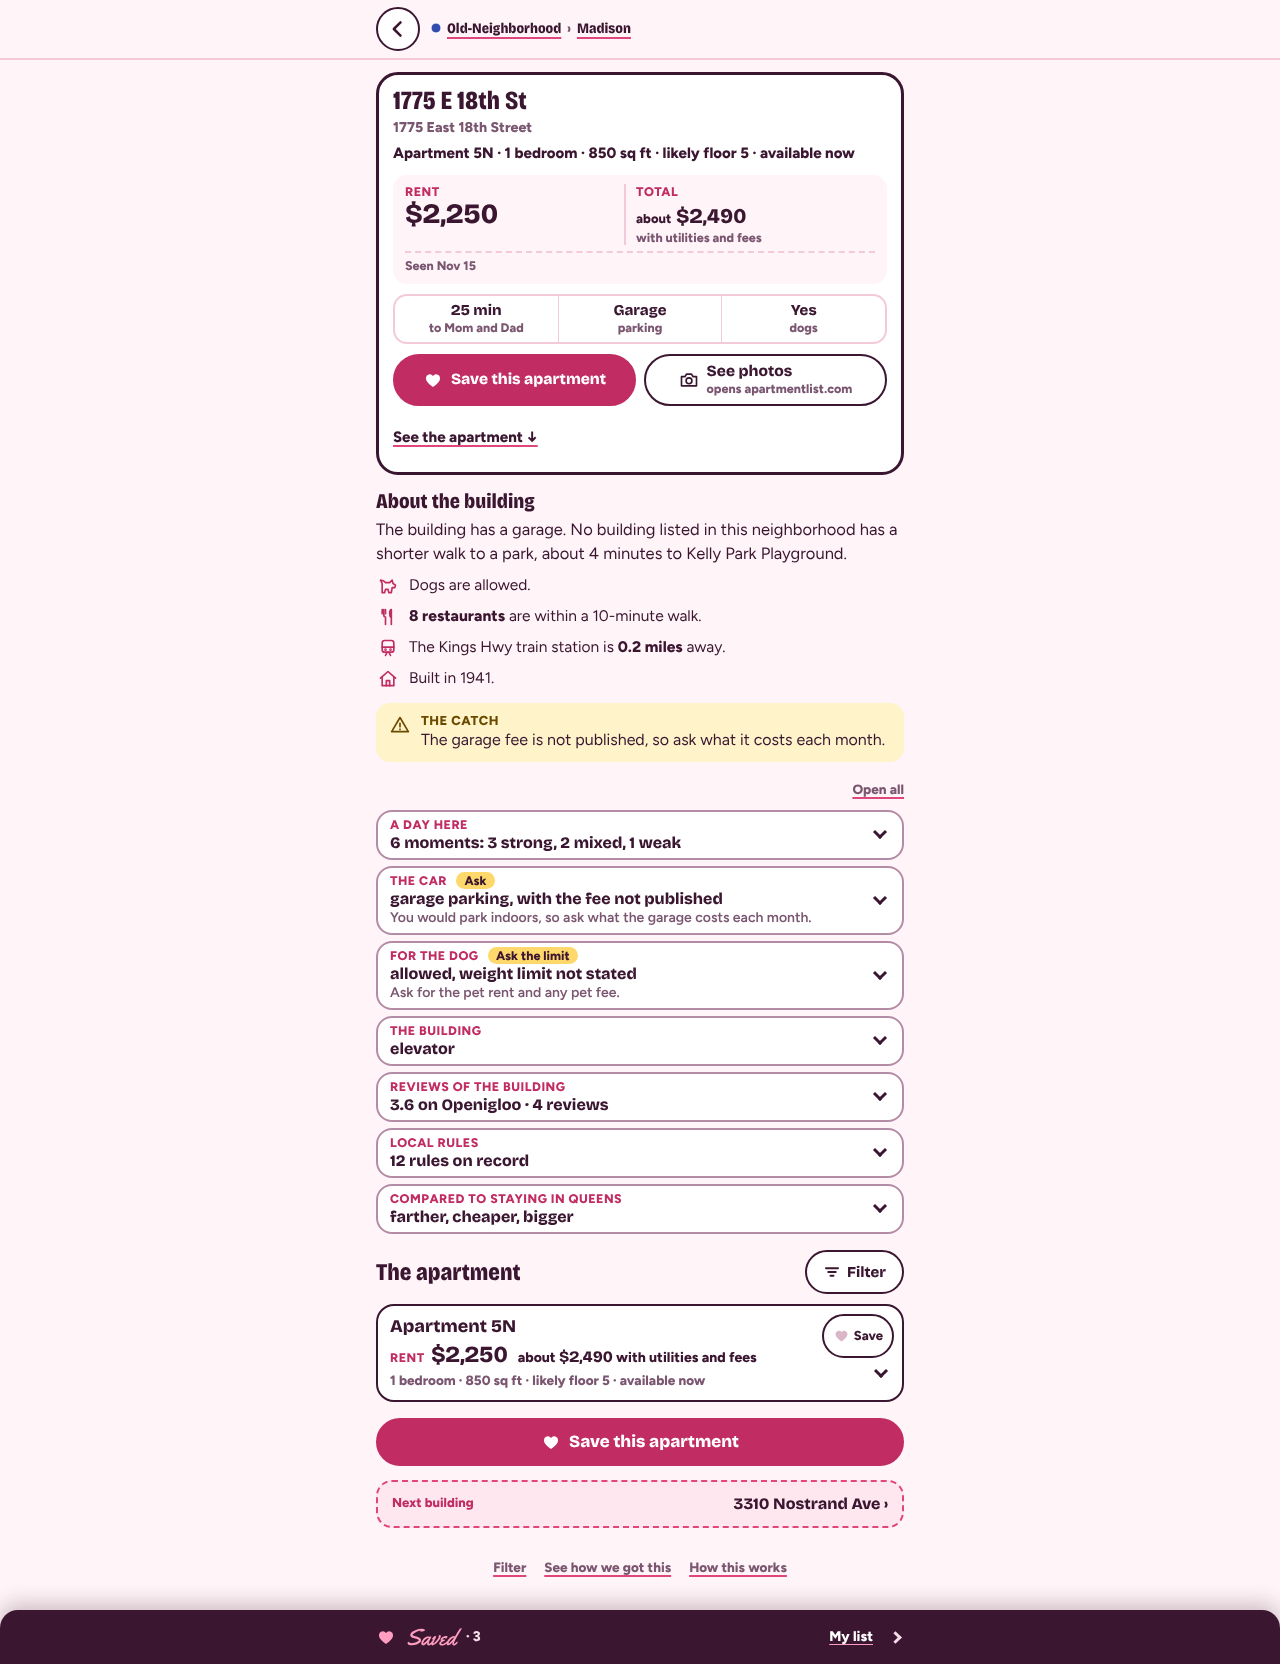 Old-Neighborhood › Madison
1775 E 18th St
1775 East 18th Street
Apartment 5N · 1 bedroom · 850 sq ft · likely floor 5 · available now
RENT
$2,250
TOTAL
about $2,490
with utilities and fees
Seen Nov 15
25 min
to Mom and Dad
Garage
parking
Yes
dogs
Save this apartment
See photos
opens apartmentlist.com
See the apartment ↓
About the building
The building has a garage. No building listed in this neighborhood has a
shorter walk to a park, about 4 minutes to Kelly Park Playground.
Dogs are allowed.
8 restaurants are within a 10-minute walk.
The Kings Hwy train station is 0.2 miles away.
Built in 1941.
THE CATCH
The garage fee is not published, so ask what it costs each month.
Open all
A DAY HERE
6 moments: 3 strong, 2 mixed, 1 weak
THE CAR Ask
garage parking, with the fee not published
You would park indoors, so ask what the garage costs each month.
FOR THE DOG Ask the limit
allowed, weight limit not stated
Ask for the pet rent and any pet fee.
THE BUILDING
elevator
REVIEWS OF THE BUILDING
3.6 on Openigloo · 4 reviews
LOCAL RULES
12 rules on record
COMPARED TO STAYING IN QUEENS
farther, cheaper, bigger
The apartment
Filter
Apartment 5N
Save
RENT $2,250 about $2,490 with utilities and fees
1 bedroom · 850 sq ft · likely floor 5 · available now
Save this apartment
Next building
3310 Nostrand Ave ›
Filter See how we got this How this works
Saved · 3
My list